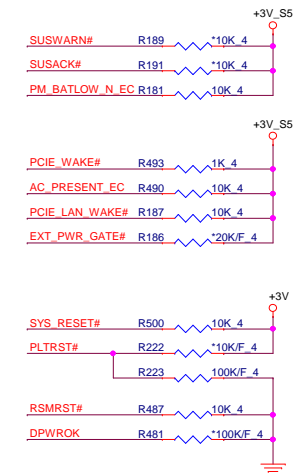 +3V_S5
SUSWARN# R189 *10K_4
SUSACK# R191 *10K_4
PM_BATLOW_N_EC R181 10K_4
+3V_S5
PCIE_WAKE# R493 1K_4
AC_PRESENT_EC R490 10K_4
PCIE_LAN_WAKE# R187 10K_4
EXT_PWR_GATE# R186 *20K/F_4
+3V
SYS_RESET# R500 10K_4
PLTRST# R222 *10K/F_4
R223 100K/F_4
RSMRST# R487 10K_4
DPWROK R481 *100K/F_4